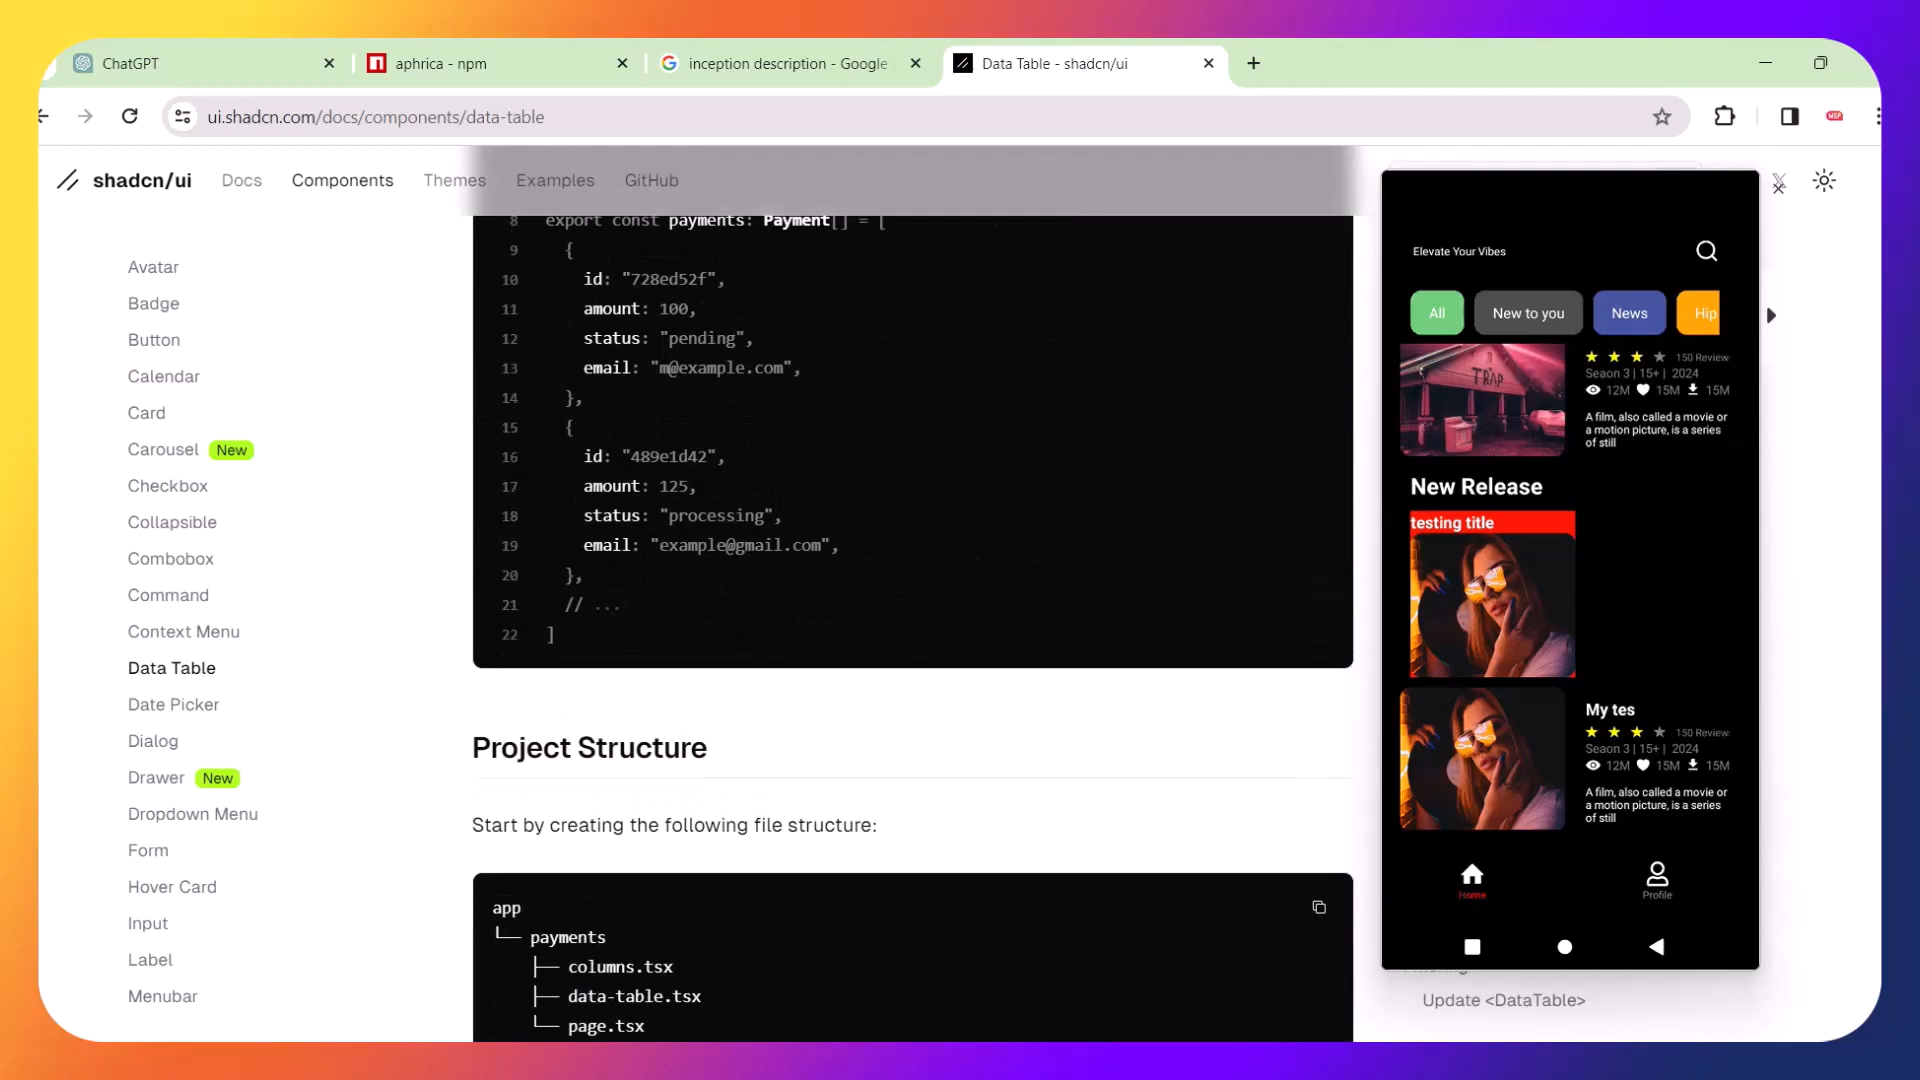 ChatGPT
aphrica - npm
inception description - Google
Data Table - shadcn/ui
ui.shadcn.com/docs/components/data-table
MSP
shadcn/ui
Docs
Components
Themes
Examples
GitHub
Avatar
Badge
Button
Calendar
Card
Carousel New
Checkbox
Collapsible
Combobox
Command
Context Menu
Data Table
Date Picker
Dialog
Drawer New
Dropdown Menu
Form
Hover Card
Input
Label
Menubar
8 export const payments: Payment[] = [
9 {
10 id: "728ed52f",
11 amount: 100,
12 status: "pending",
13 email: "m@example.com",
14 },
15 {
16 id: "489e1d42",
17 amount: 125,
18 status: "processing",
19 email: "example@gmail.com",
20 },
21 // ...
22 ]
Project Structure
Start by creating the following file structure:
app
└── payments
├── columns.tsx
├── data-table.tsx
└── page.tsx
Elevate Your Vibes
All
New to you
News
Hip
TRAP
150 Review
Seaon 3 | 15+ | 2024
12M 15M 15M
A film, also called a movie or
a motion picture, is a series
of still
New Release
testing title
My tes
150 Review
Seaon 3 | 15+ | 2024
12M 15M 15M
A film, also called a movie or
a motion picture, is a series
of still
Home
Profile
Update <DataTable>